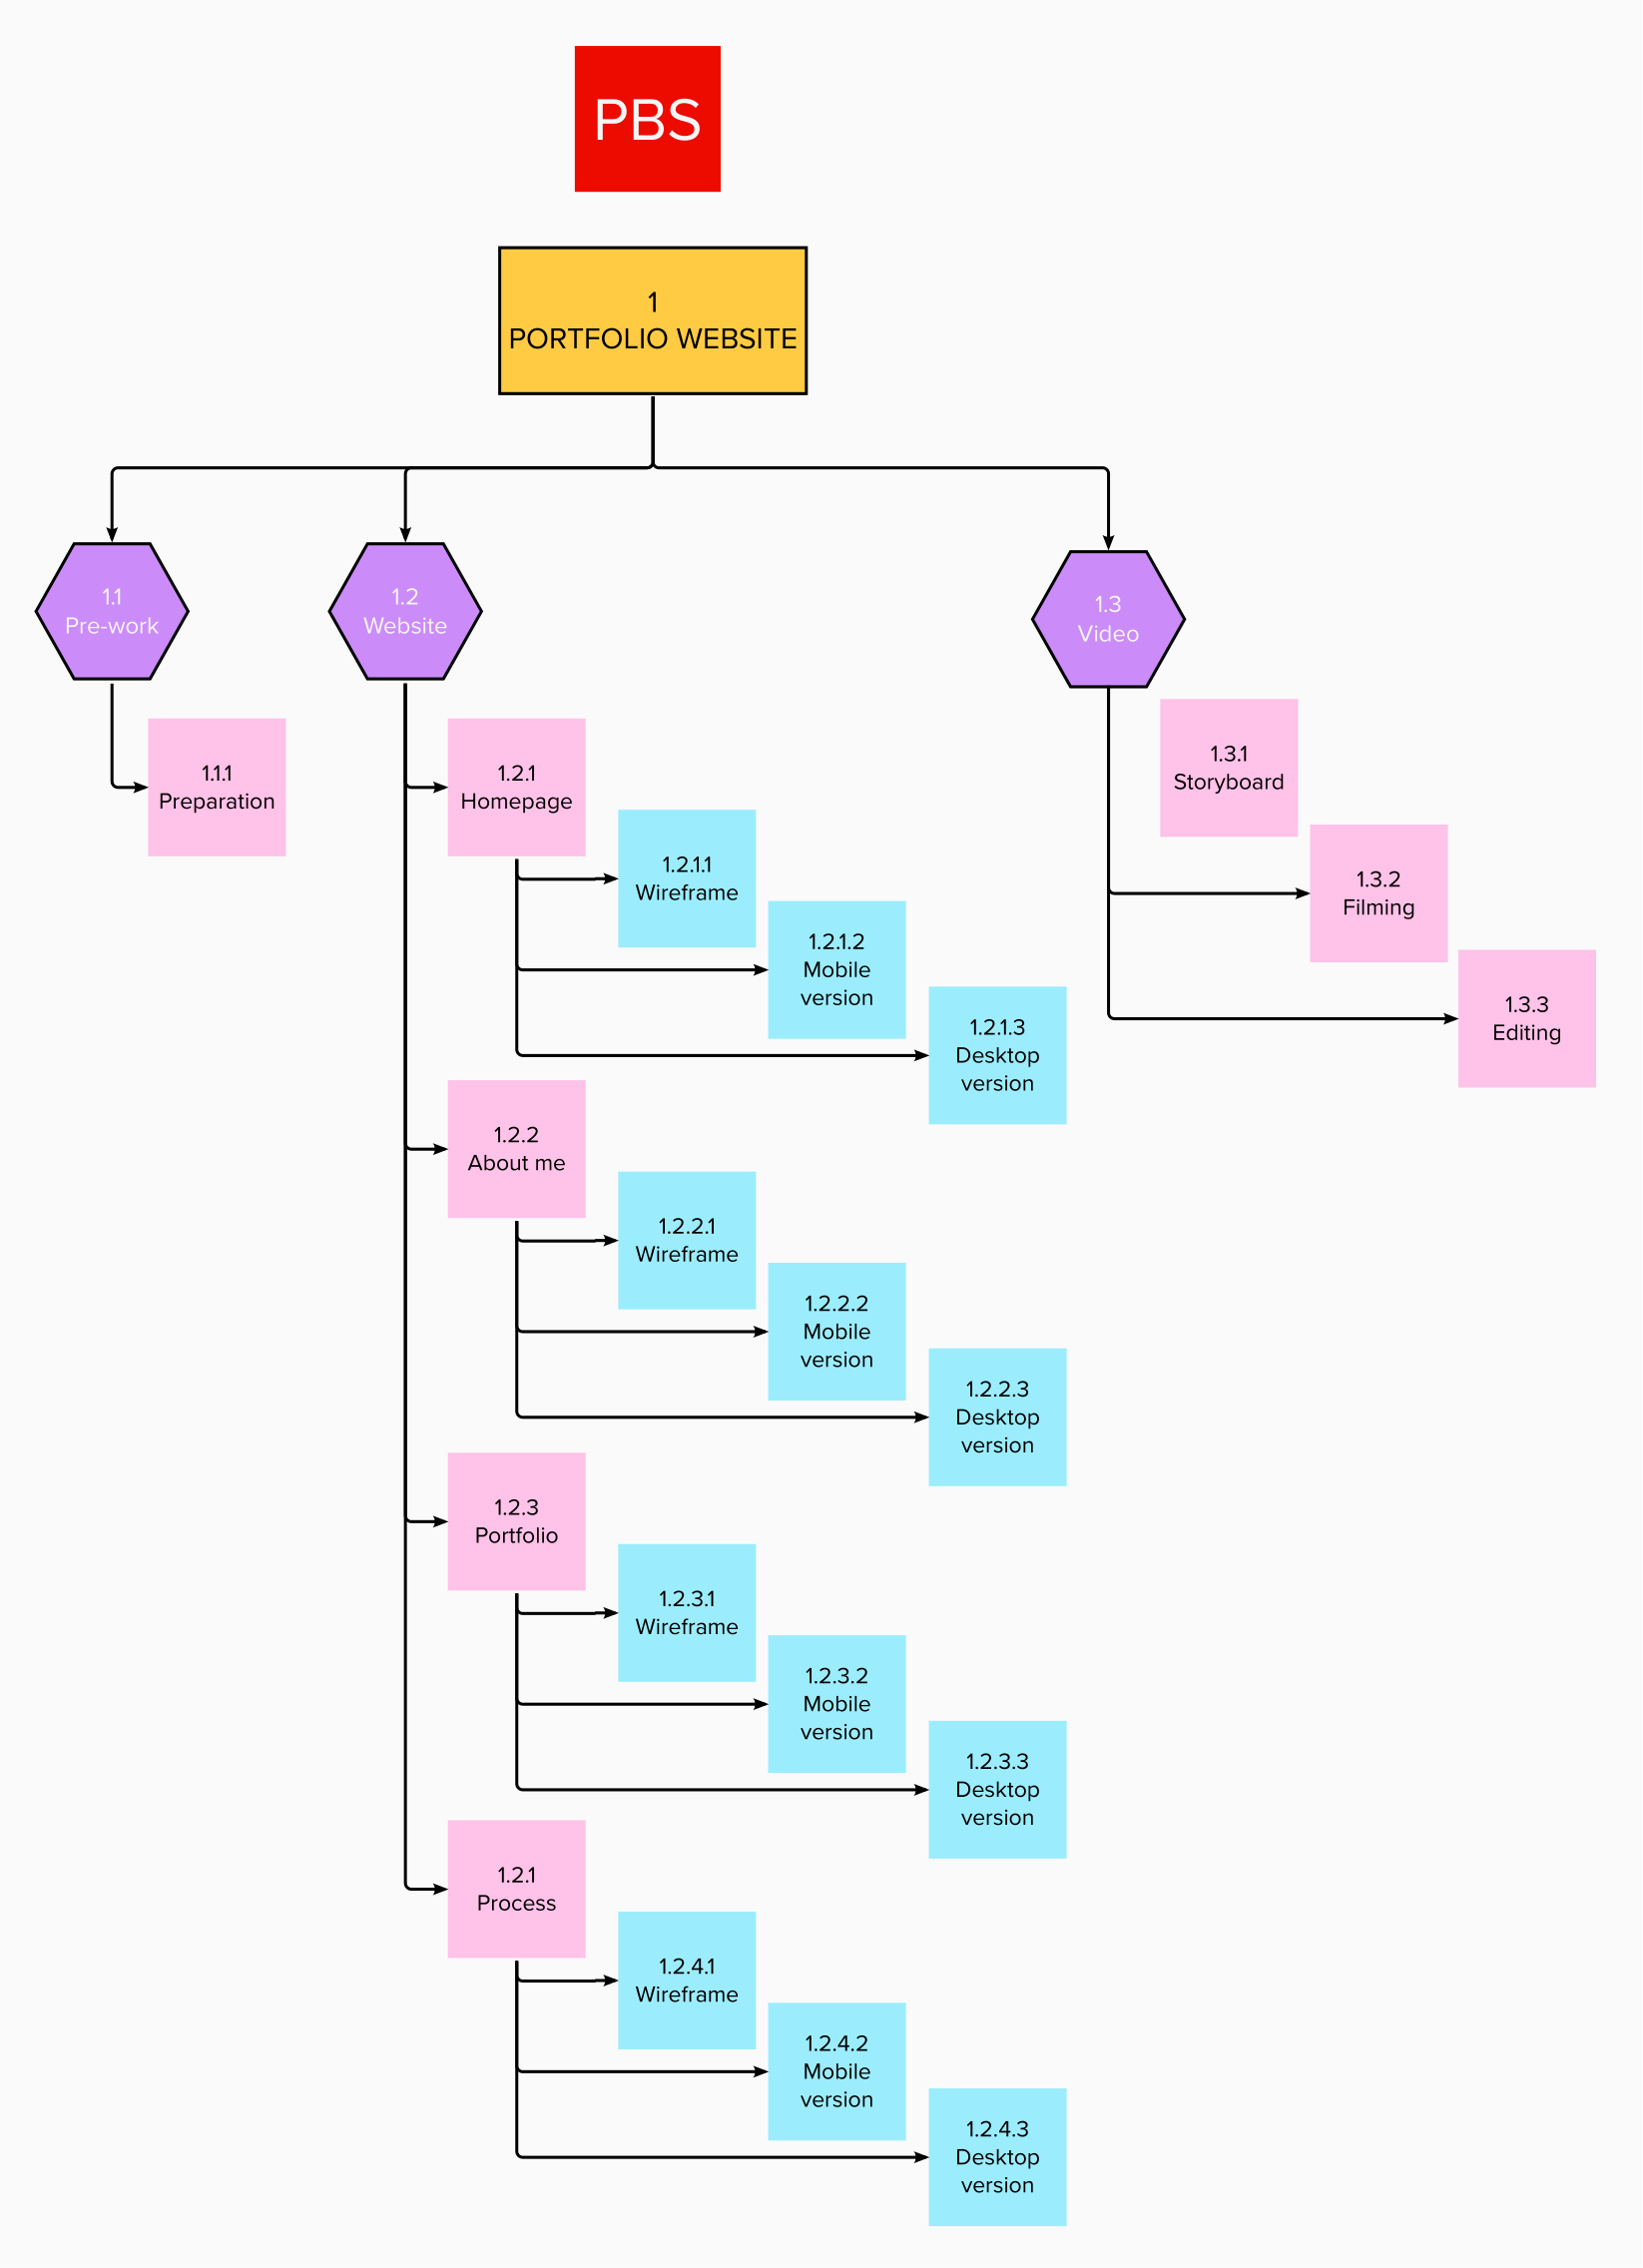 PBS
1
PORTFOLIO WEBSITE
1.1
Pre-work
1.2
Website
1.3
Video
1.1.1
Preparation
1.2.1
Homepage
1.2.1.1
Wireframe
1.2.1.2
Mobile
version
1.2.1.3
Desktop
version
1.2.2
About me
1.2.2.1
Wireframe
1.2.2.2
Mobile
version
1.2.2.3
Desktop
version
1.2.3
Portfolio
1.2.3.1
Wireframe
1.2.3.2
Mobile
version
1.2.3.3
Desktop
version
1.2.1
Process
1.2.4.1
Wireframe
1.2.4.2
Mobile
version
1.2.4.3
Desktop
version
1.3.1
Storyboard
1.3.2
Filming
1.3.3
Editing